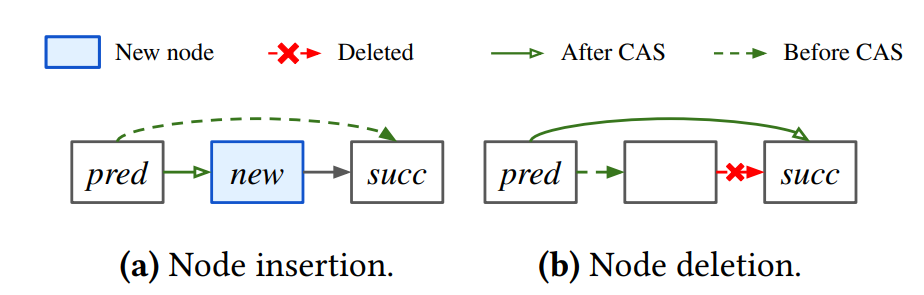 New node Deleted After CAS Before CAS
pred new succ pred succ
(a) Node insertion. (b) Node deletion.